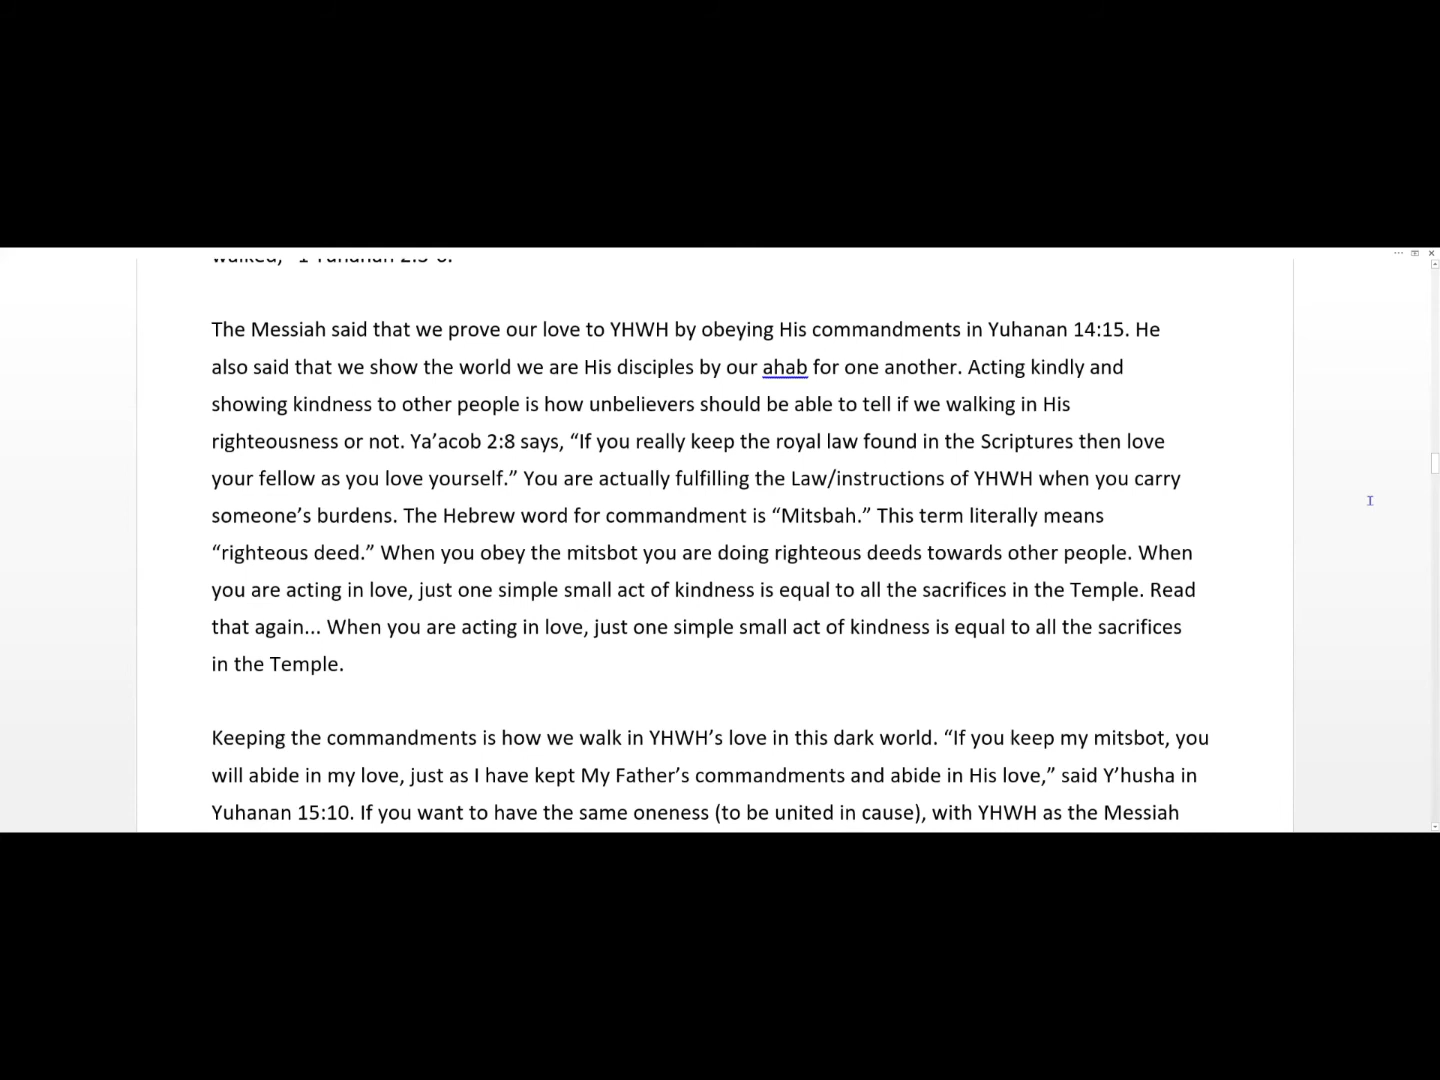 The Messiah said that we prove our love to YHWH by obeying His commandments in Yuhanan 14:15. He
also said that we show the world we are His disciples by our ahab for one another. Acting kindly and
showing kindness to other people is how unbelievers should be able to tell if we walking in His
righteousness or not. Ya’acob 2:8 says, “If you really keep the royal law found in the Scriptures then love
your fellow as you love yourself.” You are actually fulfilling the Law/instructions of YHWH when you carry
someone’s burdens. The Hebrew word for commandment is “Mitsbah.” This term literally means
“righteous deed.” When you obey the mitsbot you are doing righteous deeds towards other people. When
you are acting in love, just one simple small act of kindness is equal to all the sacrifices in the Temple. Read
that again... When you are acting in love, just one simple small act of kindness is equal to all the sacrifices
in the Temple.
Keeping the commandments is how we walk in YHWH’s love in this dark world. “If you keep my mitsbot, you
will abide in my love, just as I have kept My Father’s commandments and abide in His love,” said Y’husha in
Yuhanan 15:10. If you want to have the same oneness (to be united in cause), with YHWH as the Messiah